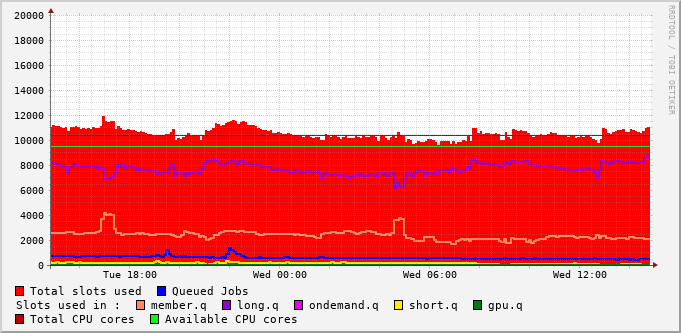 20000
18000
16000
14000
12000
10000
8000
6000
4000
2000
0
Tue 18:00 Wed 00:00 Wed 06:00 Wed 12:00
RRDTOOL / TOBI OETIKER
Total slots used Queued Jobs
Slots used in : member.q long.q ondemand.q short.q gpu.q
Total CPU cores Available CPU cores